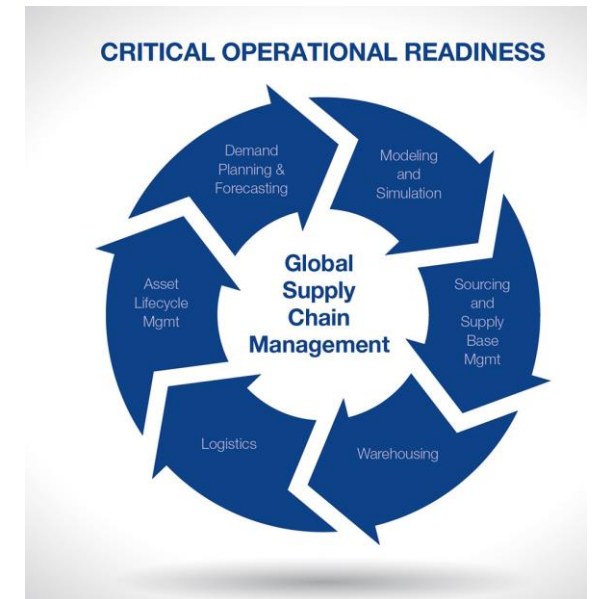 CRITICAL OPERATIONAL READINESS
Demand
Planning &
Forecasting
Modeling
and
Simulation
Global
Supply
Chain
Management
Asset
Lifecycle
Mgmt
Sourcing
and
Supply
Base
Mgmt
Logistics
Warehousing